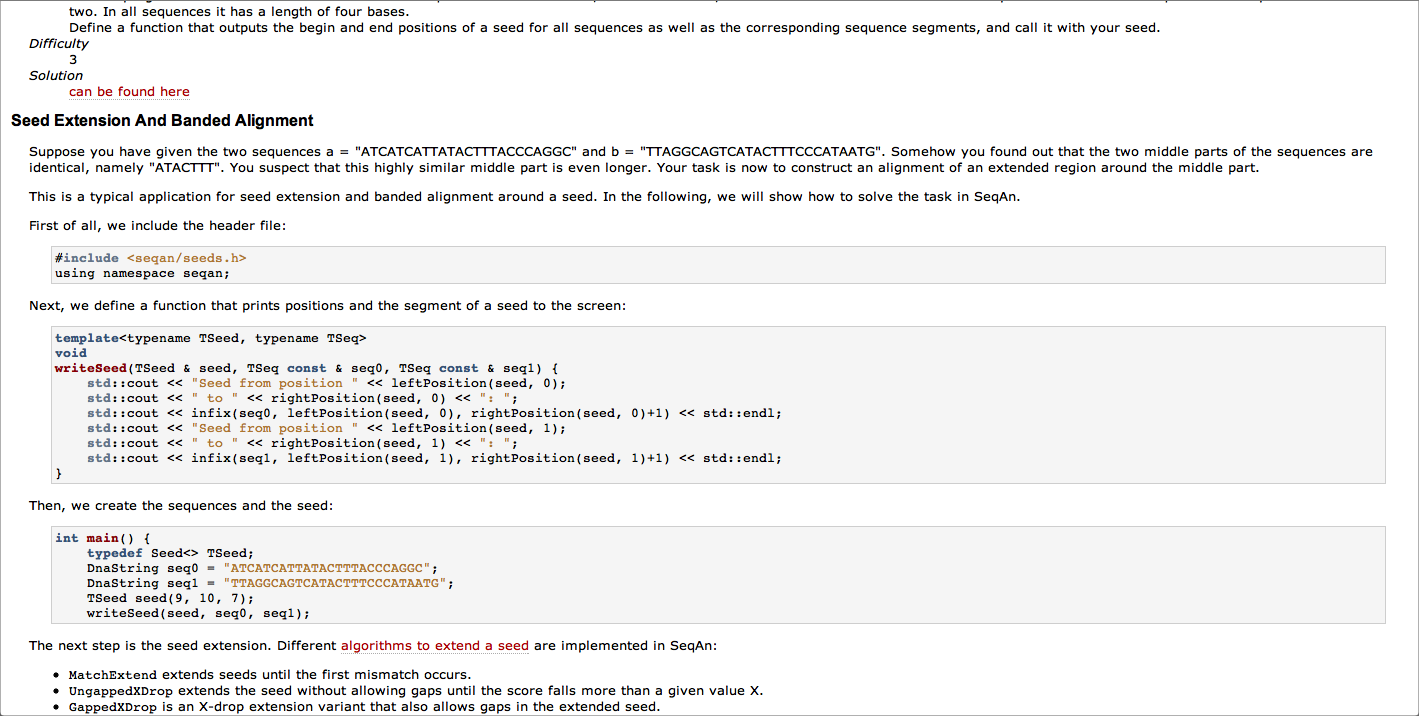 two. In all sequences it has a length of four bases.
Define a function that outputs the begin and end positions of a seed for all sequences as well as the corresponding sequence segments, and call it with your seed.
Difficulty
3
Solution
can be found here
Seed Extension And Banded Alignment
Suppose you have given the two sequences a = "ATCATCATTATACTTTACCCAGGC" and b = "TTAGGCAGTCATACTTTCCCATAATG". Somehow you found out that the two middle parts of the sequences are
identical, namely "ATACTTT". You suspect that this highly similar middle part is even longer. Your task is now to construct an alignment of an extended region around the middle part.
This is a typical application for seed extension and banded alignment around a seed. In the following, we will show how to solve the task in SeqAn.
First of all, we include the header file:
#include <seqan/seeds.h>
using namespace seqan;
Next, we define a function that prints positions and the segment of a seed to the screen:
template<typename TSeed, typename TSeq>
void
writeSeed(TSeed & seed, TSeq const & seq0, TSeq const & seq1) {
    std::cout << "Seed from position " << leftPosition(seed, 0);
    std::cout << " to " << rightPosition(seed, 0) << ": ";
    std::cout << infix(seq0, leftPosition(seed, 0), rightPosition(seed, 0)+1) << std::endl;
    std::cout << "Seed from position " << leftPosition(seed, 1);
    std::cout << " to " << rightPosition(seed, 1) << ": ";
    std::cout << infix(seq1, leftPosition(seed, 1), rightPosition(seed, 1)+1) << std::endl;
}
Then, we create the sequences and the seed:
int main() {
    typedef Seed<> TSeed;
    DnaString seq0 = "ATCATCATTATACTTTACCCAGGC";
    DnaString seq1 = "TTAGGCAGTCATACTTTCCCATAATG";
    TSeed seed(9, 10, 7);
    writeSeed(seed, seq0, seq1);
The next step is the seed extension. Different algorithms to extend a seed are implemented in SeqAn:
• MatchExtend extends seeds until the first mismatch occurs.
• UngappedXDrop extends the seed without allowing gaps until the score falls more than a given value X.
• GappedXDrop is an X-drop extension variant that also allows gaps in the extended seed.